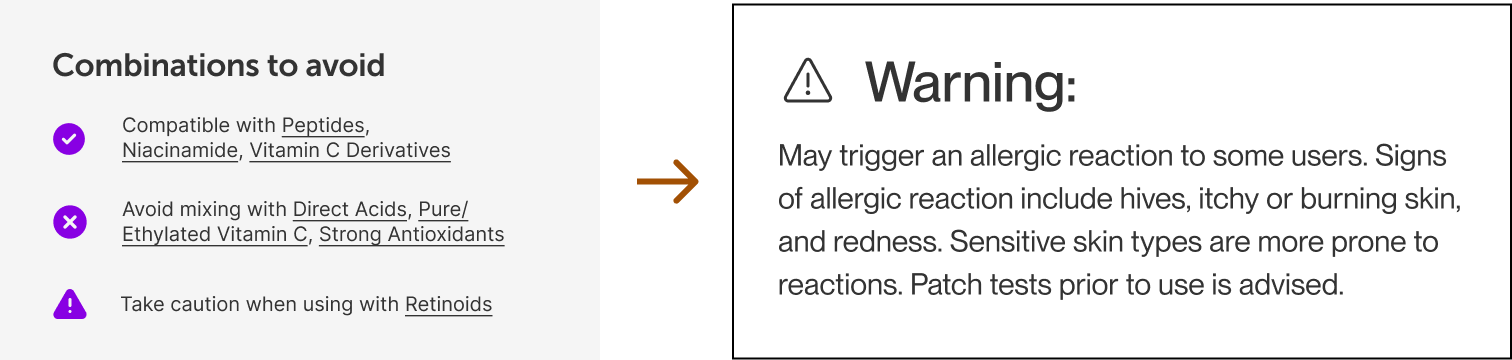 Combinations to avoid
Compatible with Peptides,
Niacinamide, Vitamin C Derivatives
Avoid mixing with Direct Acids, Pure/
Ethylated Vitamin C, Strong Antioxidants
Take caution when using with Retinoids
Warning:
May trigger an allergic reaction to some users. Signs
of allergic reaction include hives, itchy or burning skin,
and redness. Sensitive skin types are more prone to
reactions. Patch tests prior to use is advised.